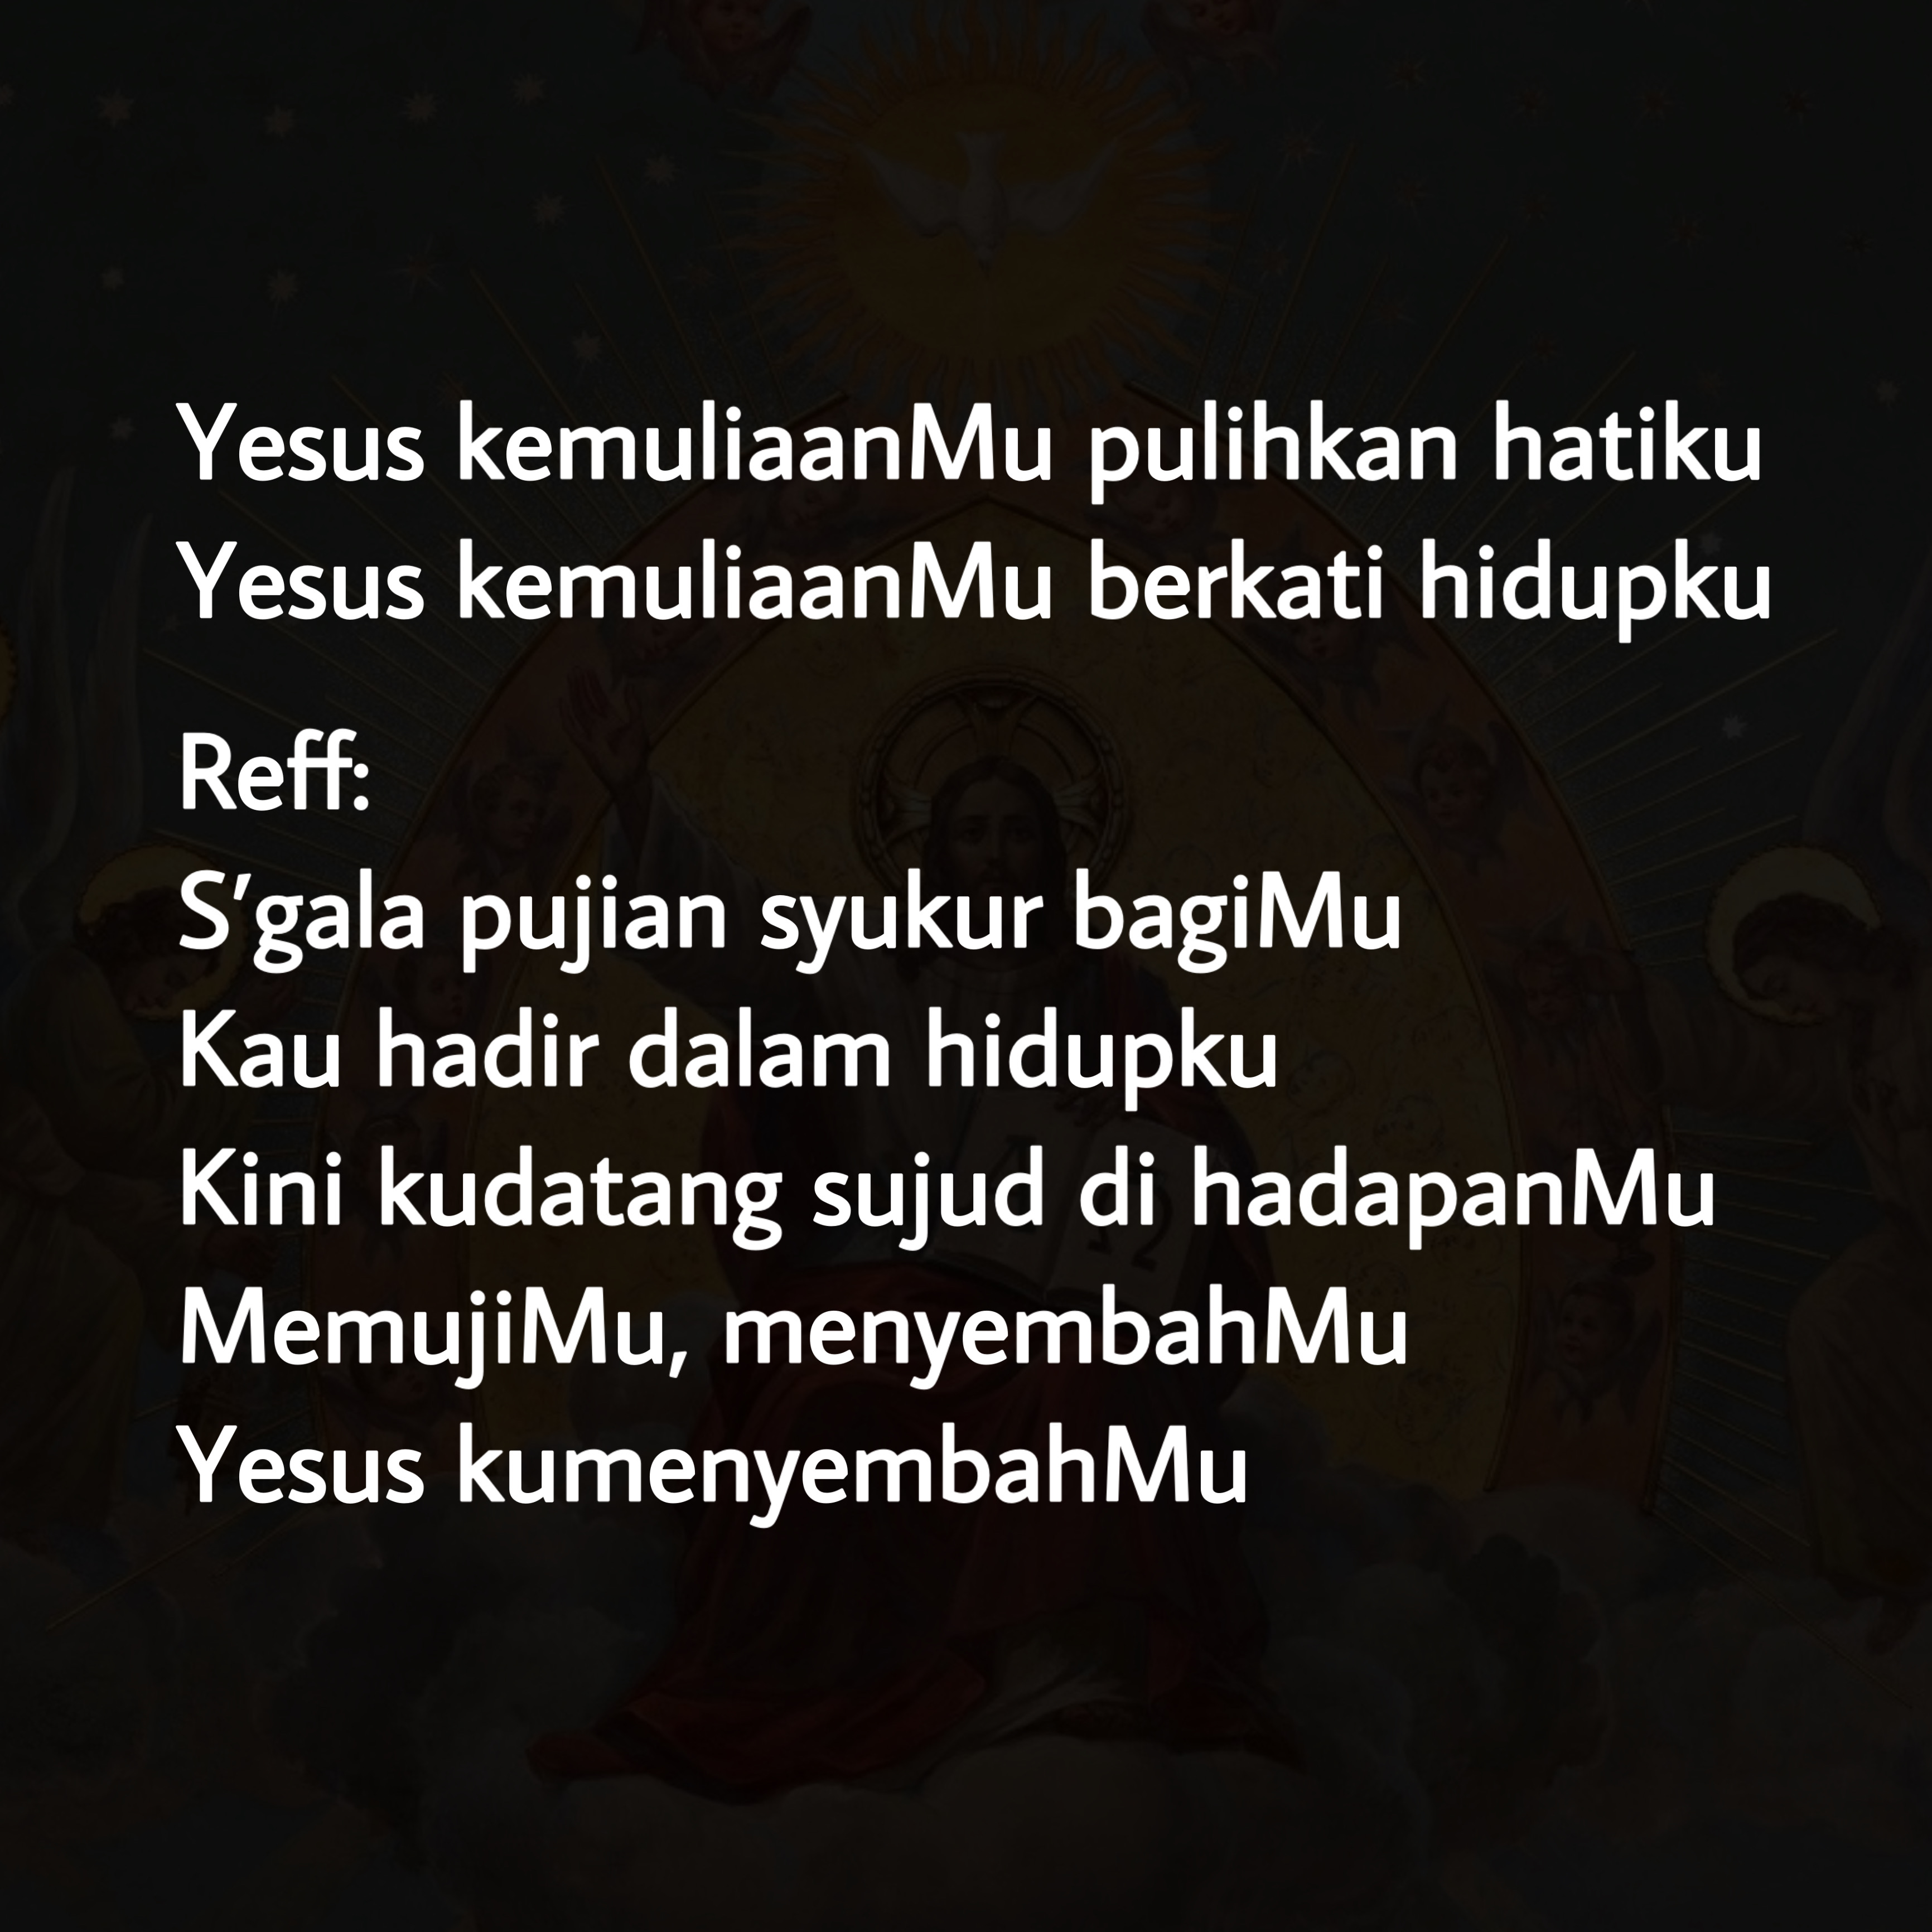 Yesus kemuliaanMu pulihkan hatiku
Yesus kemuliaanMu berkati hidupku
Reff:
S'gala pujian syukur bagiMu
Kau hadir dalam hidupku
Kini kudatang sujud di hadapanMu
MemujiMu, menyembahMu
Yesus kumenyembahMu